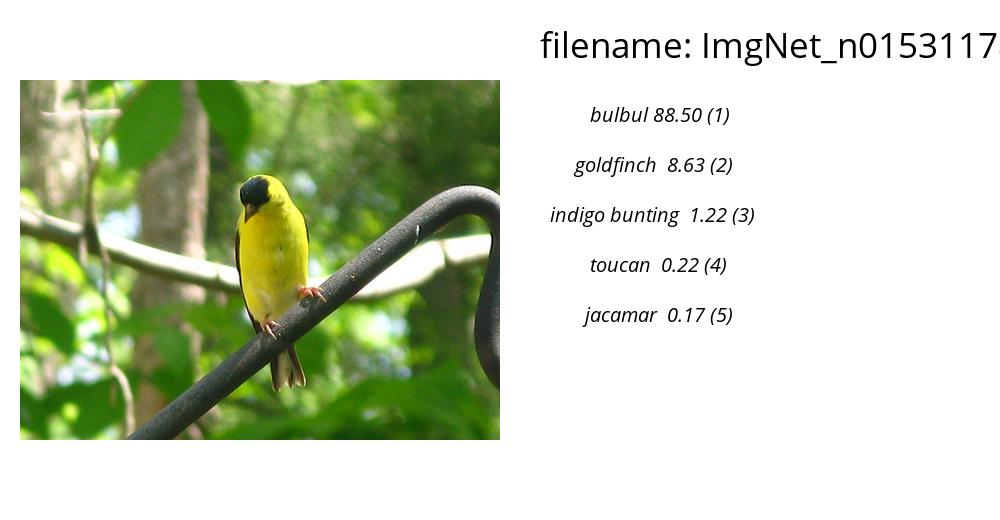 filename: ImgNet_n0153117
bulbul 88.50 (1)
goldfinch 8.63 (2)
indigo bunting 1.22 (3)
toucan 0.22 (4)
jacamar 0.17 (5)